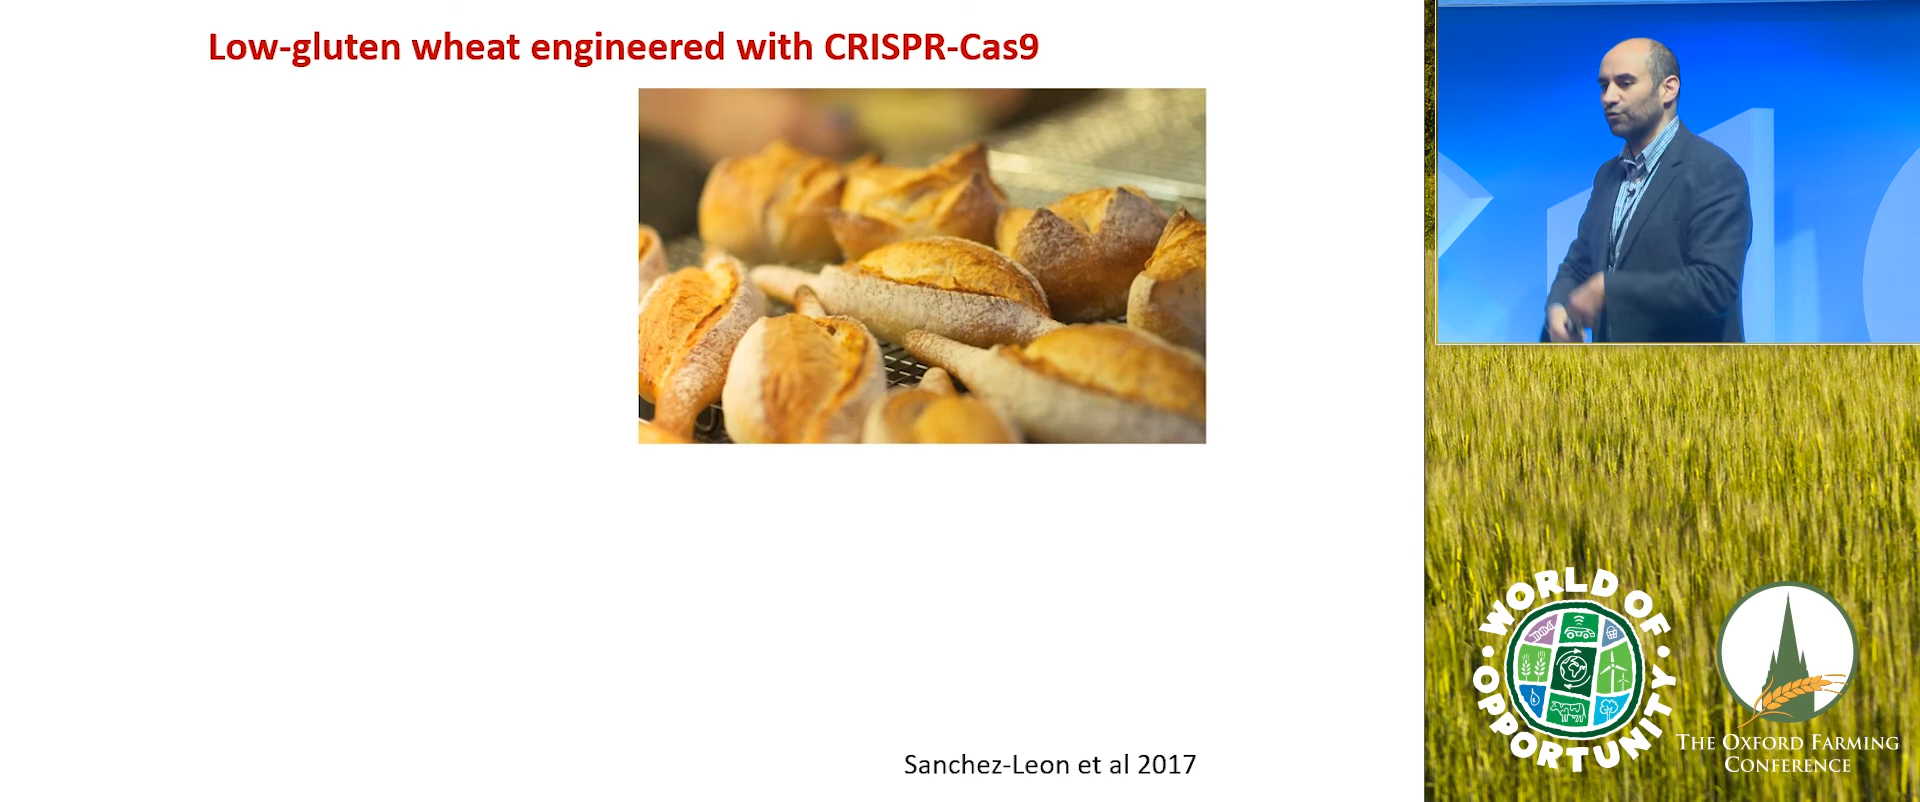 Low-gluten wheat engineered with CRISPR-Cas9
Sanchez-Leon et al 2017
WORLD OF
OPPORTUNITY
THE OXFORD FARMING
CONFERENCE